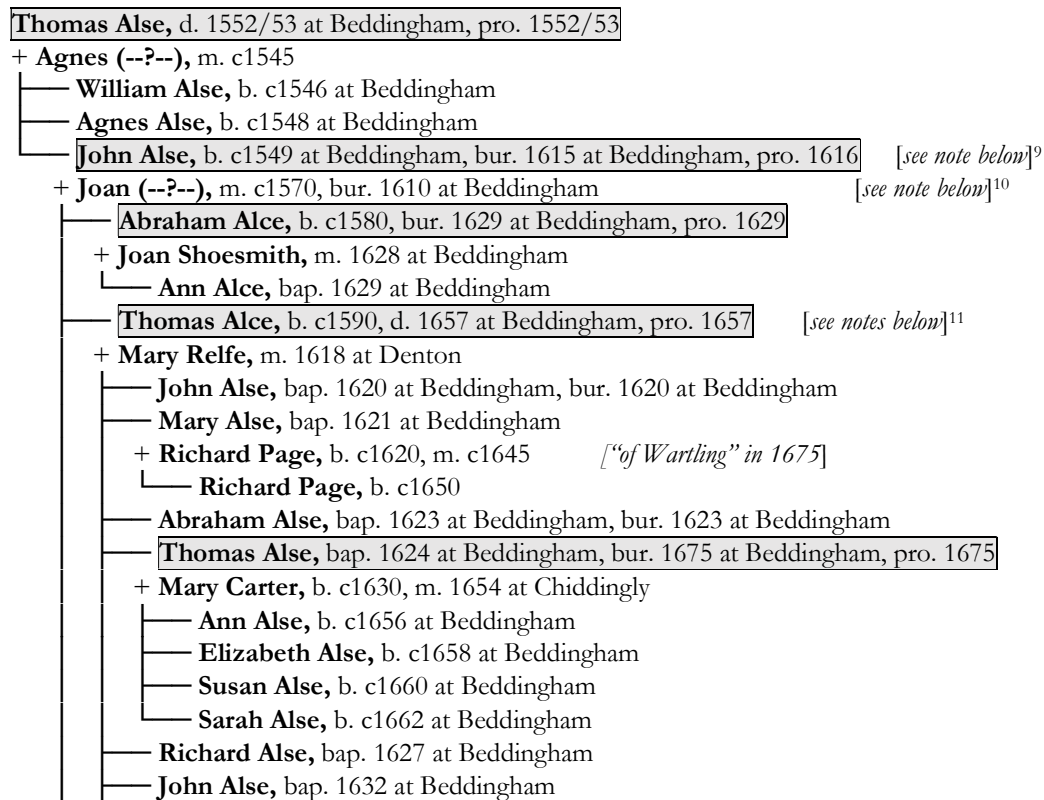 Thomas Alse, d. 1552/53 at Beddingham, pro. 1552/53
+ Agnes (--?--), m. c1545
William Alse, b. c1546 at Beddingham
Agnes Alse, b. c1548 at Beddingham
John Alse, b. c1549 at Beddingham, bur. 1615 at Beddingham, pro. 1616 [see note below]9
+ Joan (--?--), m. c1570, bur. 1610 at Beddingham [see note below]10
Abraham Alce, b. c1580, bur. 1629 at Beddingham, pro. 1629
+ Joan Shoesmith, m. 1628 at Beddingham
Ann Alce, bap. 1629 at Beddingham
Thomas Alce, b. c1590, d. 1657 at Beddingham, pro. 1657 [see notes below]11
+ Mary Relfe, m. 1618 at Denton
John Alse, bap. 1620 at Beddingham, bur. 1620 at Beddingham
Mary Alse, bap. 1621 at Beddingham
+ Richard Page, b. c1620, m. c1645 ["of Wartling" in 1675]
Richard Page, b. c1650
Abraham Alse, bap. 1623 at Beddingham, bur. 1623 at Beddingham
Thomas Alse, bap. 1624 at Beddingham, bur. 1675 at Beddingham, pro. 1675
+ Mary Carter, b. c1630, m. 1654 at Chiddingly
Ann Alse, b. c1656 at Beddingham
Elizabeth Alse, b. c1658 at Beddingham
Susan Alse, b. c1660 at Beddingham
Sarah Alse, b. c1662 at Beddingham
Richard Alse, bap. 1627 at Beddingham
John Alse, bap. 1632 at Beddingham